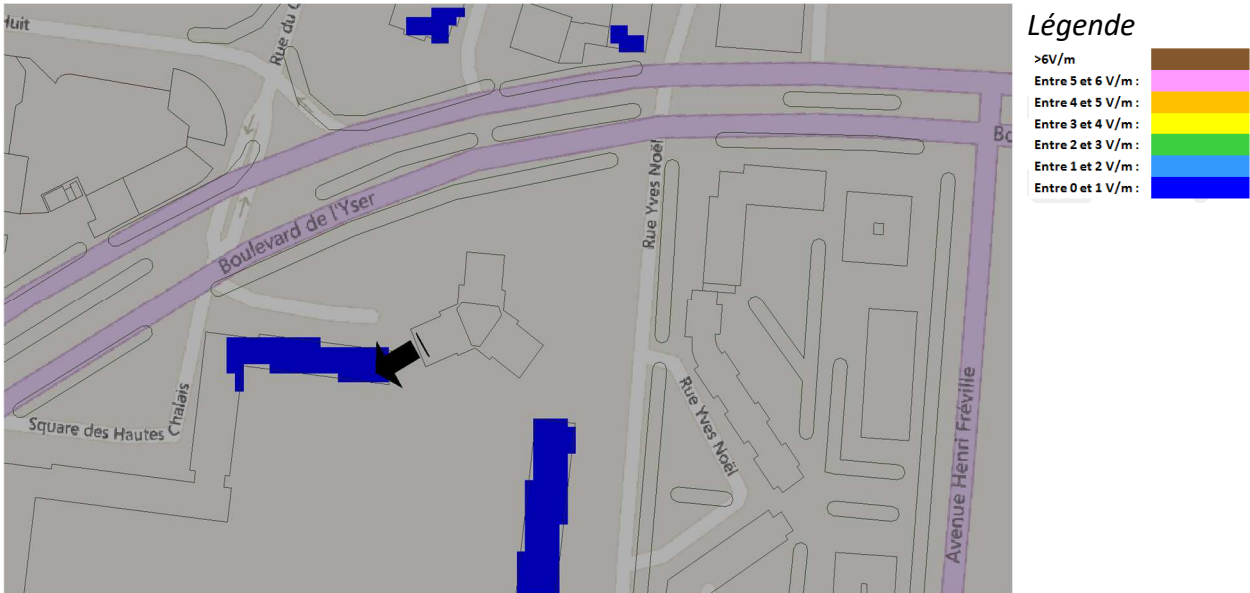 Huit
Rue du C
Boulevard de l'Yser
Rue Yves Noël
Bo
Square des Hautes Chalais
Rue Yves Noël
Avenue Henri Fréville
Légende
>6V/m
Entre 5 et 6 V/m :
Entre 4 et 5 V/m :
Entre 3 et 4 V/m :
Entre 2 et 3 V/m :
Entre 1 et 2 V/m :
Entre 0 et 1 V/m :